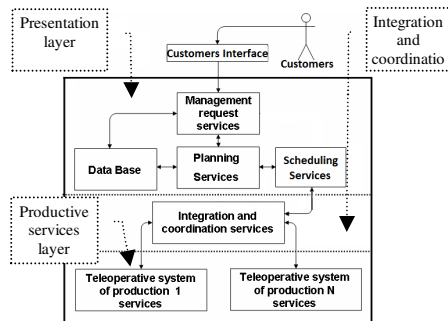 Presentation
layer
Integration
and
coordinatio
Customers Interface
Customers
Management
request
services
Data Base
Planning
Services
Scheduling
Services
Productive
services
layer
Integration and
coordination services
Teleoperative system
of production 1
services
Teleoperative system
of production N
services